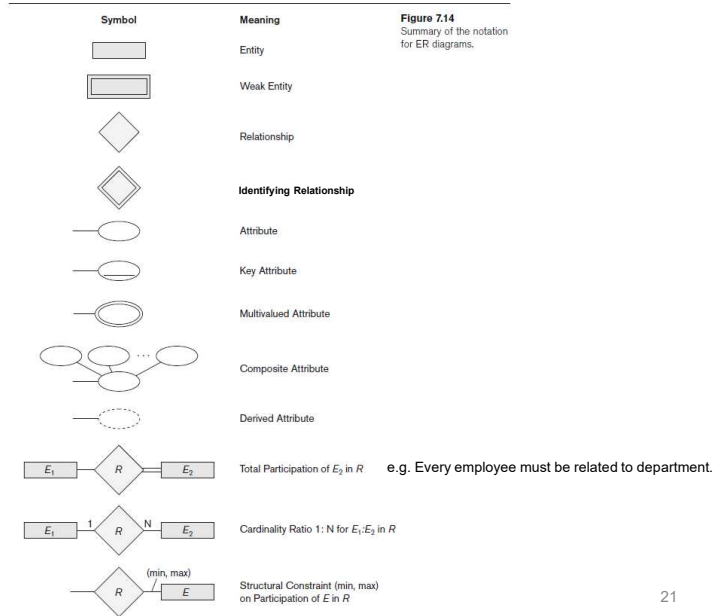 Symbol Meaning Figure 7.14
Summary of the notation
for ER diagrams.
Entity
Weak Entity
Relationship
Identifying Relationship
Attribute
Key Attribute
Multivalued Attribute
...
Composite Attribute
Derived Attribute
E₁ R E₂ Total Participation of E₂ in R e.g. Every employee must be related to department.
E₁ 1 R N E₂ Cardinality Ratio 1: N for E₁:E₂ in R
(min, max)
R E Structural Constraint (min, max)
on Participation of E in R
21